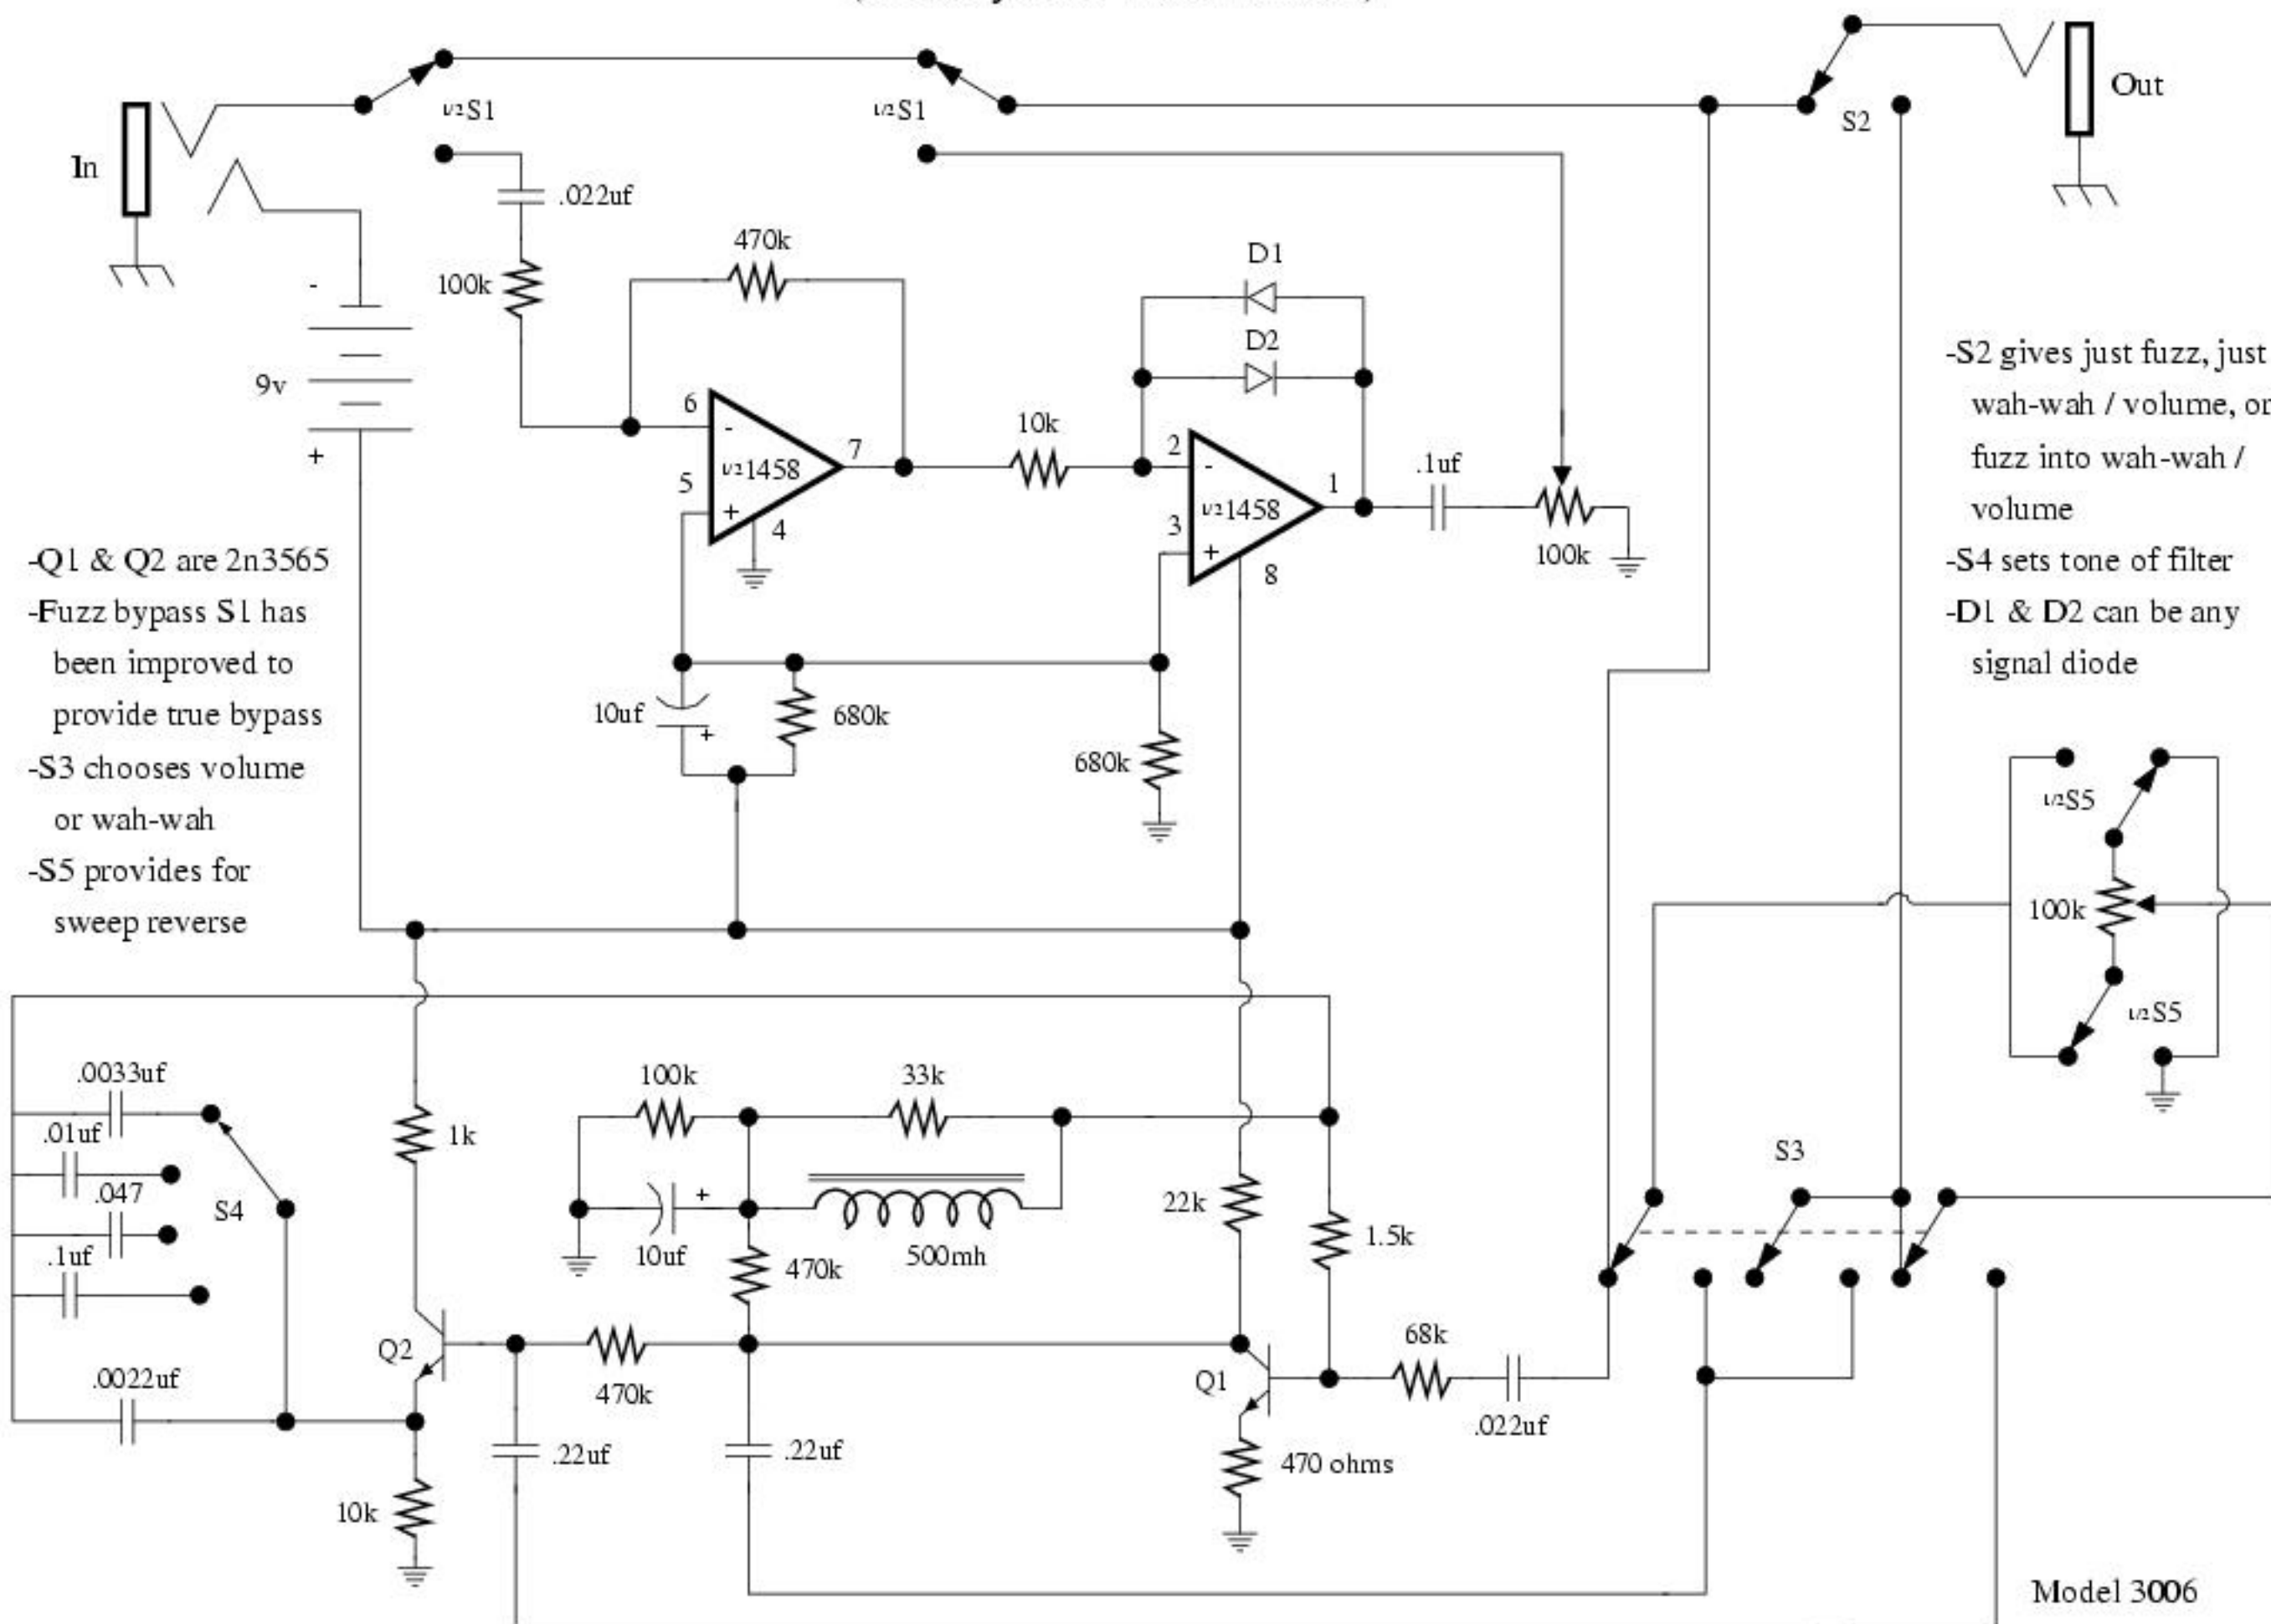 In
1/2S1
1/2S1
S2
Out
.022uf
100k
470k
-
9v
+
D1
D2
6
-
1/21458
7
5
+
4
10k
2
-
1/21458
1
3
+
8
.1uf
100k
-S2 gives just fuzz, just
wah-wah / volume, or
fuzz into wah-wah /
volume
-S4 sets tone of filter
-D1 & D2 can be any
signal diode
-Q1 & Q2 are 2n3565
-Fuzz bypass S1 has
been improved to
provide true bypass
-S3 chooses volume
or wah-wah
-S5 provides for
sweep reverse
10uf
+
680k
680k
1/2S5
100k
1/2S5
.0033uf
.01uf
.047
.1uf
S4
.0022uf
1k
100k
33k
10uf
+
500mh
470k
22k
1.5k
S3
Q2
470k
Q1
68k
.022uf
.22uf
.22uf
470 ohms
10k
Model 3006